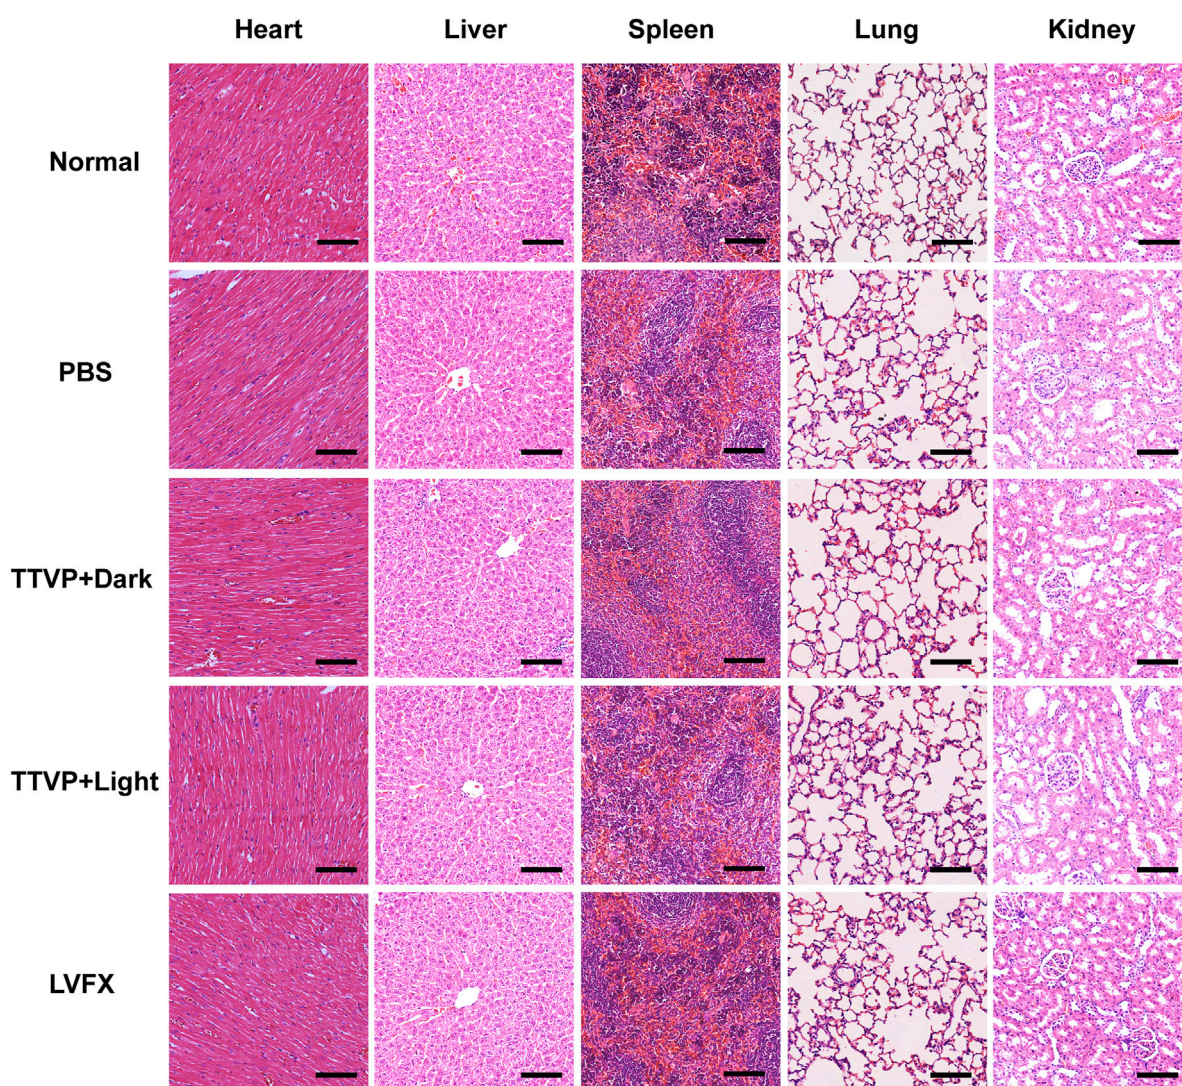 Heart Liver Spleen Lung Kidney
Normal
PBS
TTVP+Dark
TTVP+Light
LVFX